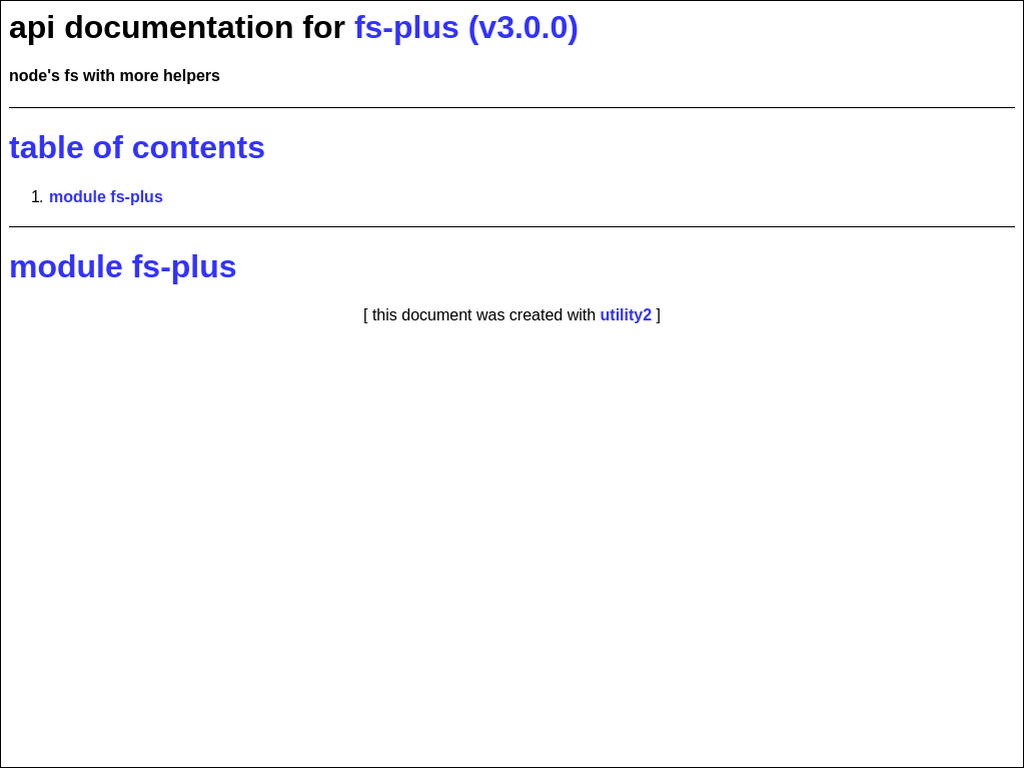 api documentation for fs-plus (v3.0.0)
node's fs with more helpers
table of contents
1. module fs-plus
module fs-plus
[ this document was created with utility2 ]